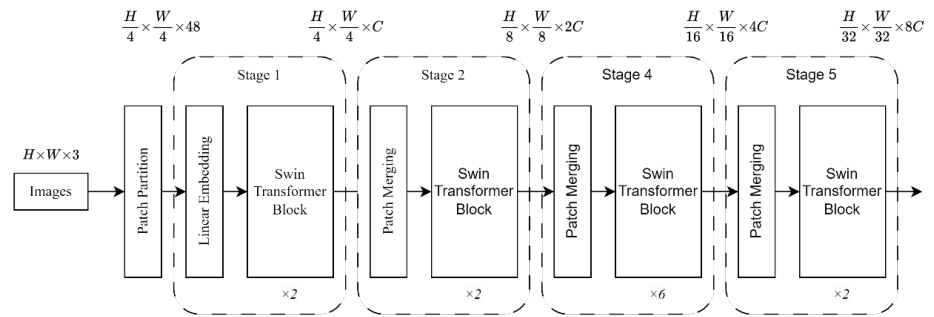 H/4 × W/4 × 48
H/4 × W/4 × C
H/8 × W/8 × 2C
H/16 × W/16 × 4C
H/32 × W/32 × 8C
Stage 1
Stage 2
Stage 4
Stage 5
H×W×3
Images
Patch Partition
Linear Embedding
Swin
Transformer
Block
×2
Patch Merging
Swin
Transformer
Block
×2
Patch Merging
Swin
Transformer
Block
×6
Patch Merging
Swin
Transformer
Block
×2